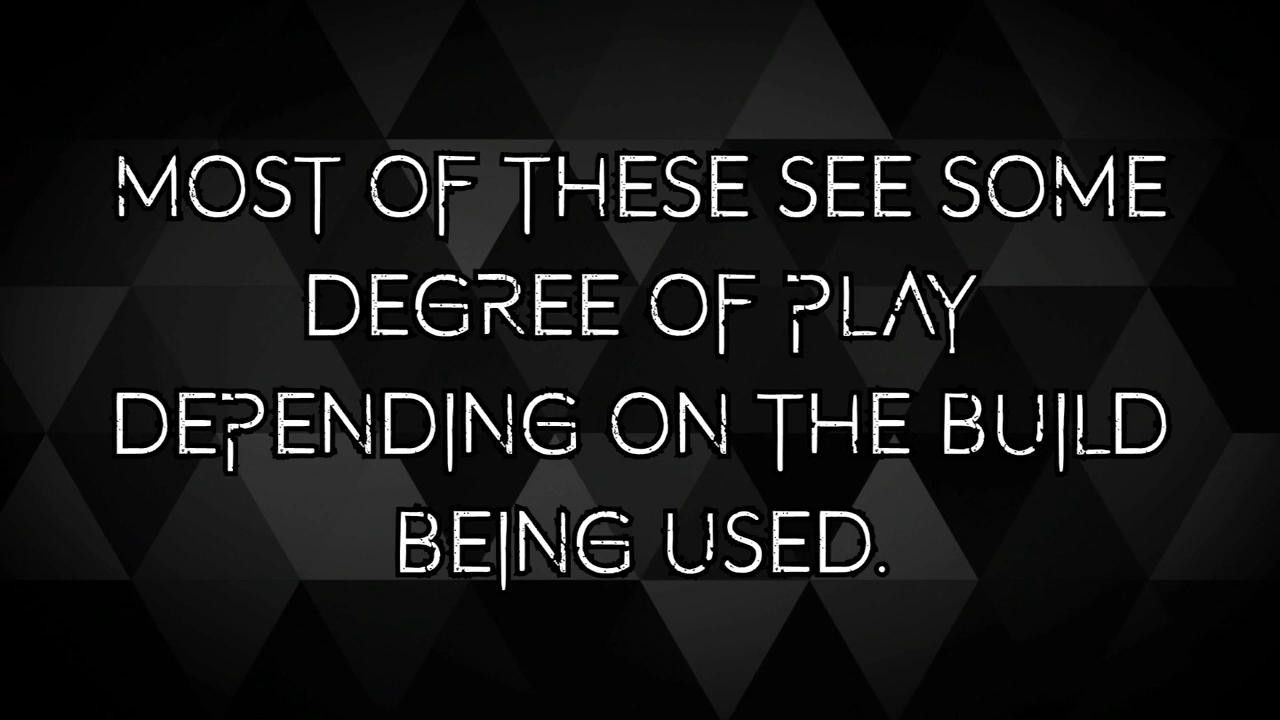 MOST OF THESE SEE SOME
DEGREE OF PLAY
DEPENDING ON THE BUILD
BEING USED.